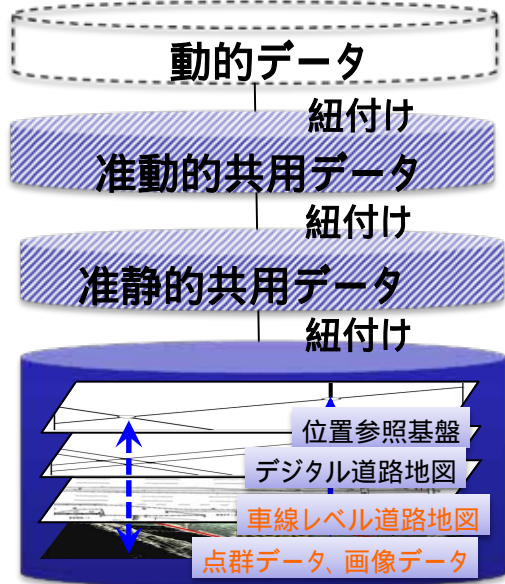 動的データ
紐付け
准動的共用データ
紐付け
准静的共用データ
紐付け
位置参照基盤
デジタル道路地図
車線レベル道路地図
点群データ、画像データ